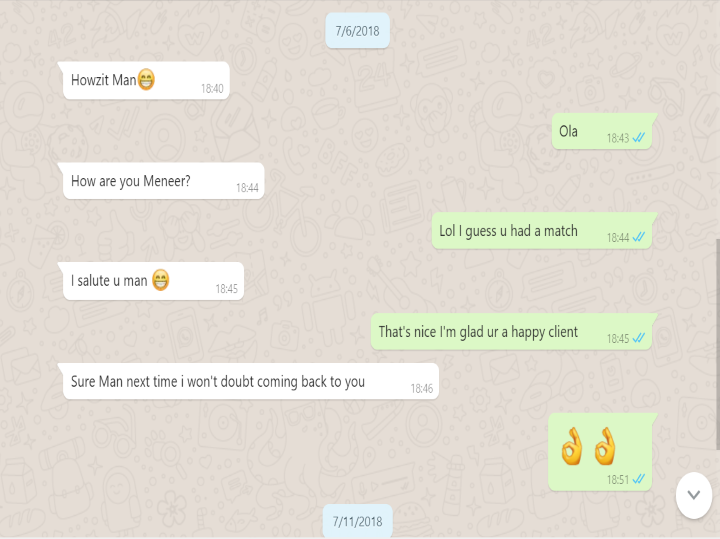 7/6/2018
Howzit Man😁
18:40
Ola
18:43
How are you Meneer?
18:44
Lol I guess u had a match
18:44
I salute u man 😁
18:45
That's nice I'm glad ur a happy client
18:45
Sure Man next time i won't doubt coming back to you
18:46
👌👌
18:51
7/11/2018